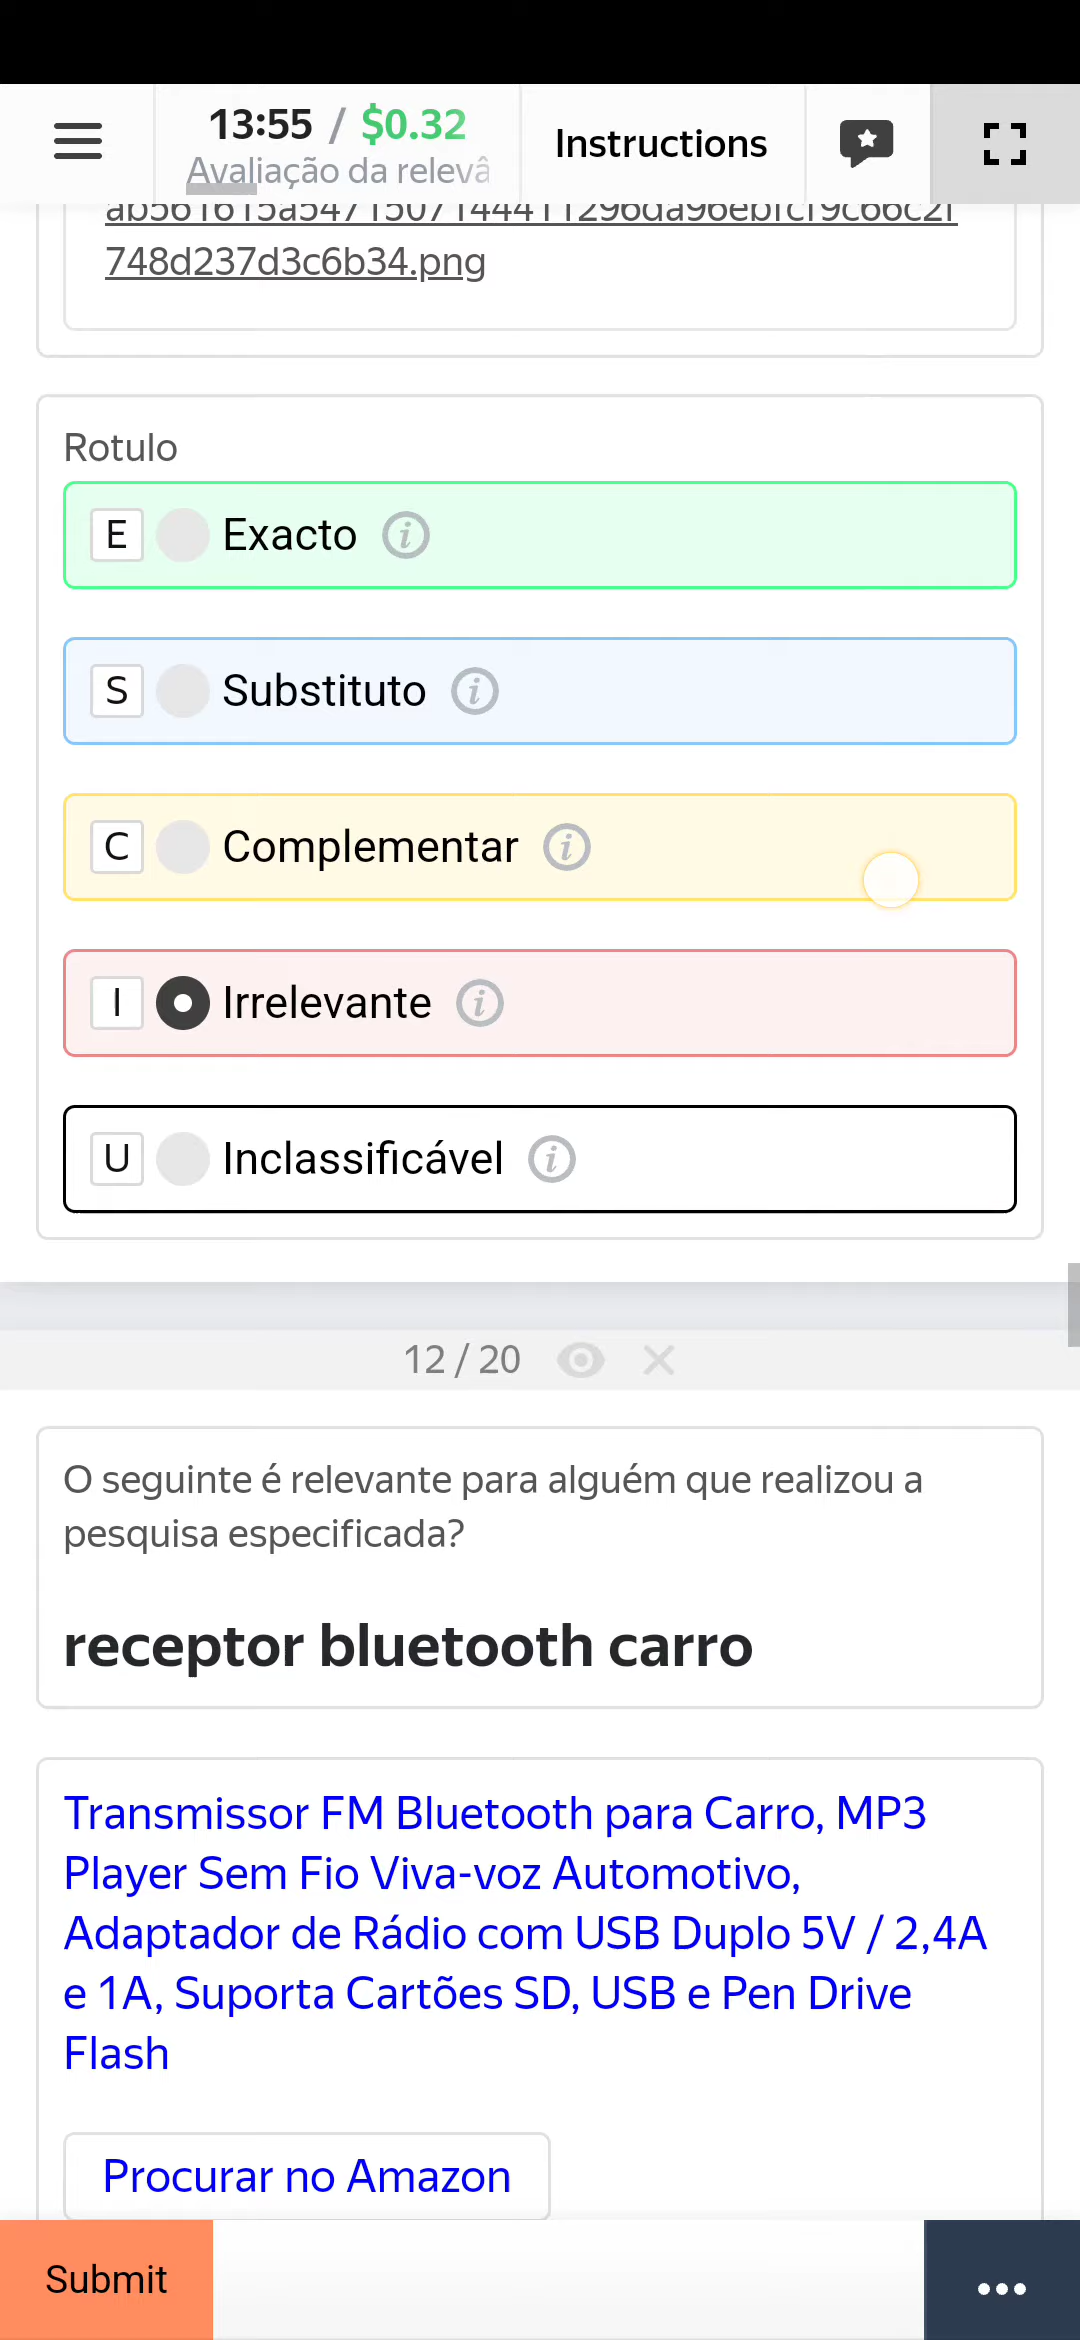 13:55 / $0.32
Avaliação da relevâ
Instructions
748d237d3c6b34.png
Rotulo
E Exacto i
S Substituto i
C Complementar i
I Irrelevante i
U Inclassificável i
12 / 20
O seguinte é relevante para alguém que realizou a
pesquisa especificada?
receptor bluetooth carro
Transmissor FM Bluetooth para Carro, MP3
Player Sem Fio Viva-voz Automotivo,
Adaptador de Rádio com USB Duplo 5V / 2,4A
e 1A, Suporta Cartões SD, USB e Pen Drive
Flash
Procurar no Amazon
Submit